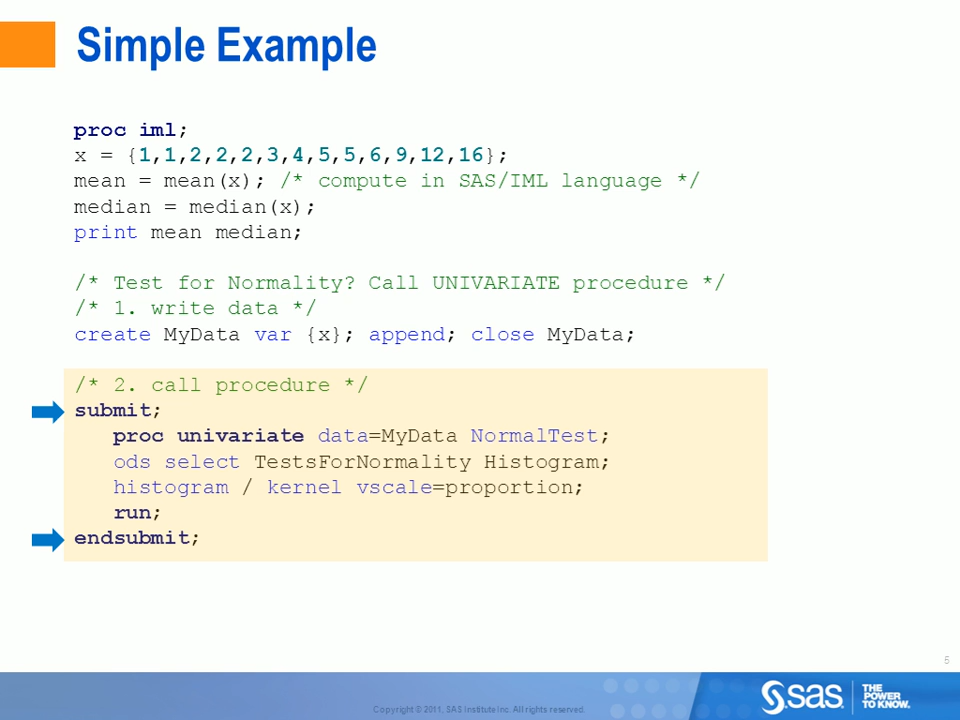 Simple Example
proc iml;
x = {1,1,2,2,2,3,4,5,5,6,9,12,16};
mean = mean(x); /* compute in SAS/IML language */
median = median(x);
print mean median;
/* Test for Normality? Call UNIVARIATE procedure */
/* 1. write data */
create MyData var {x}; append; close MyData;
/* 2. call procedure */
submit;
proc univariate data=MyData NormalTest;
ods select TestsForNormality Histogram;
histogram / kernel vscale=proportion;
run;
endsubmit;
5
Copyright © 2011, SAS Institute Inc. All rights reserved.
sas
THE
POWER
TO KNOW.